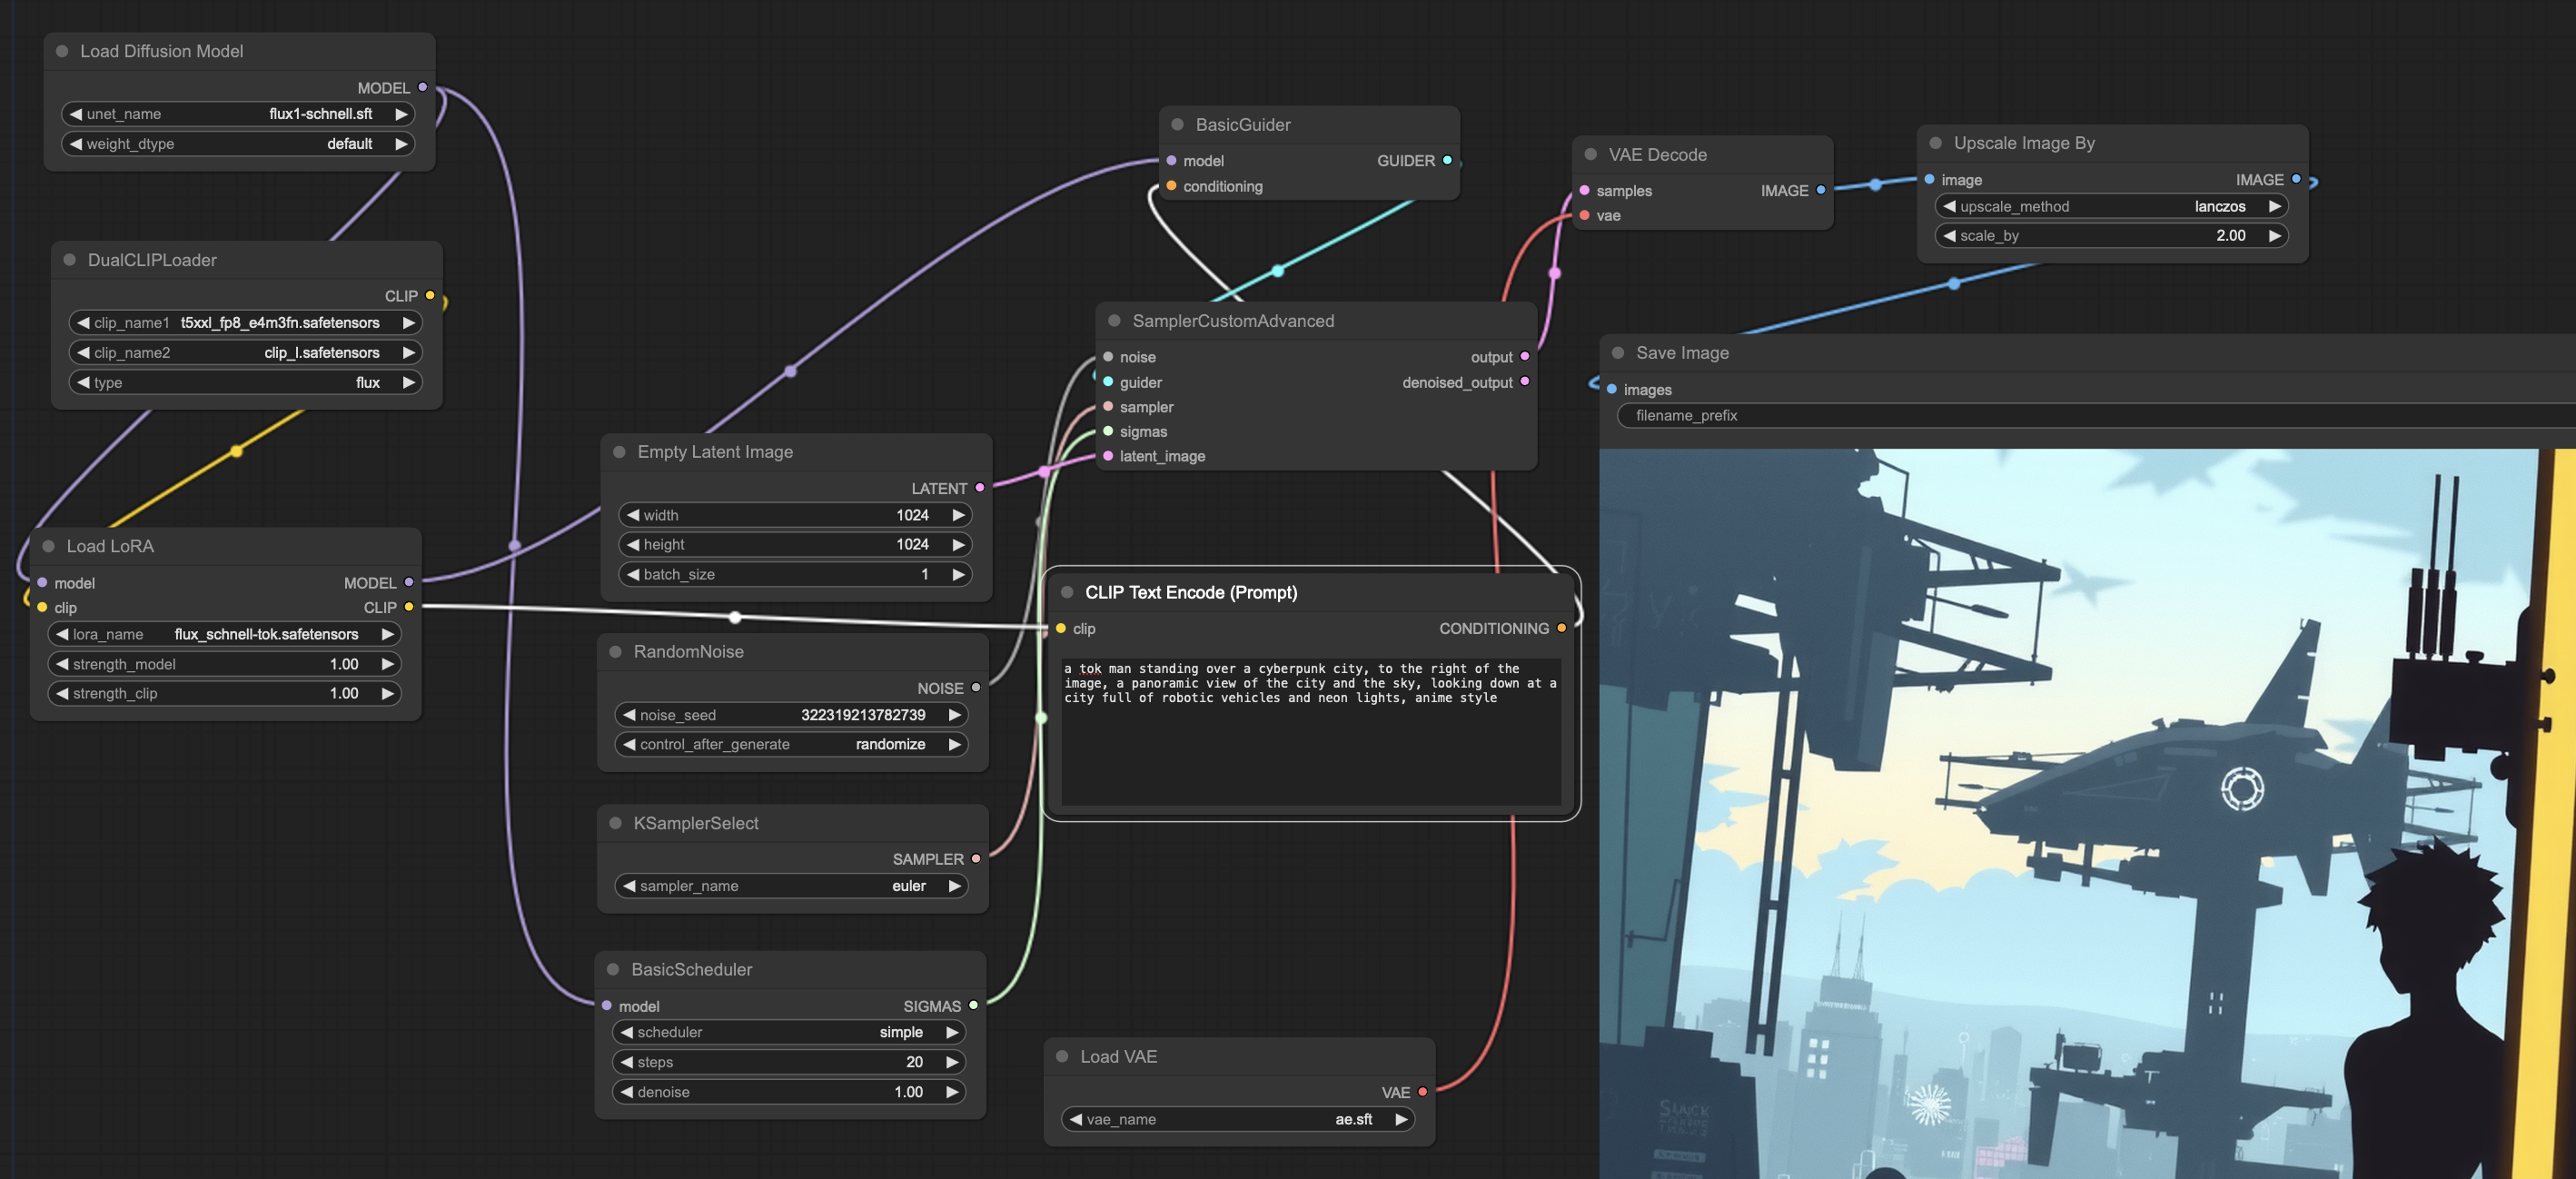 Load Diffusion Model
MODEL
unet_name flux1-schnell.sft
weight_dtype default
DualCLIPLoader
CLIP
clip_name1 t5xxl_fp8_e4m3fn.safetensors
clip_name2 clip_l.safetensors
type flux
Load LoRA
model MODEL
clip CLIP
lora_name flux_schnell-tok.safetensors
strength_model 1.00
strength_clip 1.00
Empty Latent Image
LATENT
width 1024
height 1024
batch_size 1
RandomNoise
NOISE
noise_seed 322319213782739
control_after_generate randomize
KSamplerSelect
SAMPLER
sampler_name euler
BasicScheduler
model SIGMAS
scheduler simple
steps 20
denoise 1.00
BasicGuider
model GUIDER
conditioning
SamplerCustomAdvanced
noise output
guider denoised_output
sampler
sigmas
latent_image
CLIP Text Encode (Prompt)
clip CONDITIONING
a tok man standing over a cyberpunk city, to the right of the
image, a panoramic view of the city and the sky, looking down at a
city full of robotic vehicles and neon lights, anime style
Load VAE
VAE
vae_name ae.sft
VAE Decode
samples IMAGE
vae
Upscale Image By
image IMAGE
upscale_method lanczos
scale_by 2.00
Save Image
images
filename_prefix